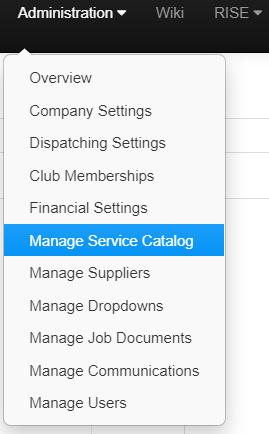 Administration Wiki RISE
Overview
Company Settings
Dispatching Settings
Club Memberships
Financial Settings
Manage Service Catalog
Manage Suppliers
Manage Dropdowns
Manage Job Documents
Manage Communications
Manage Users